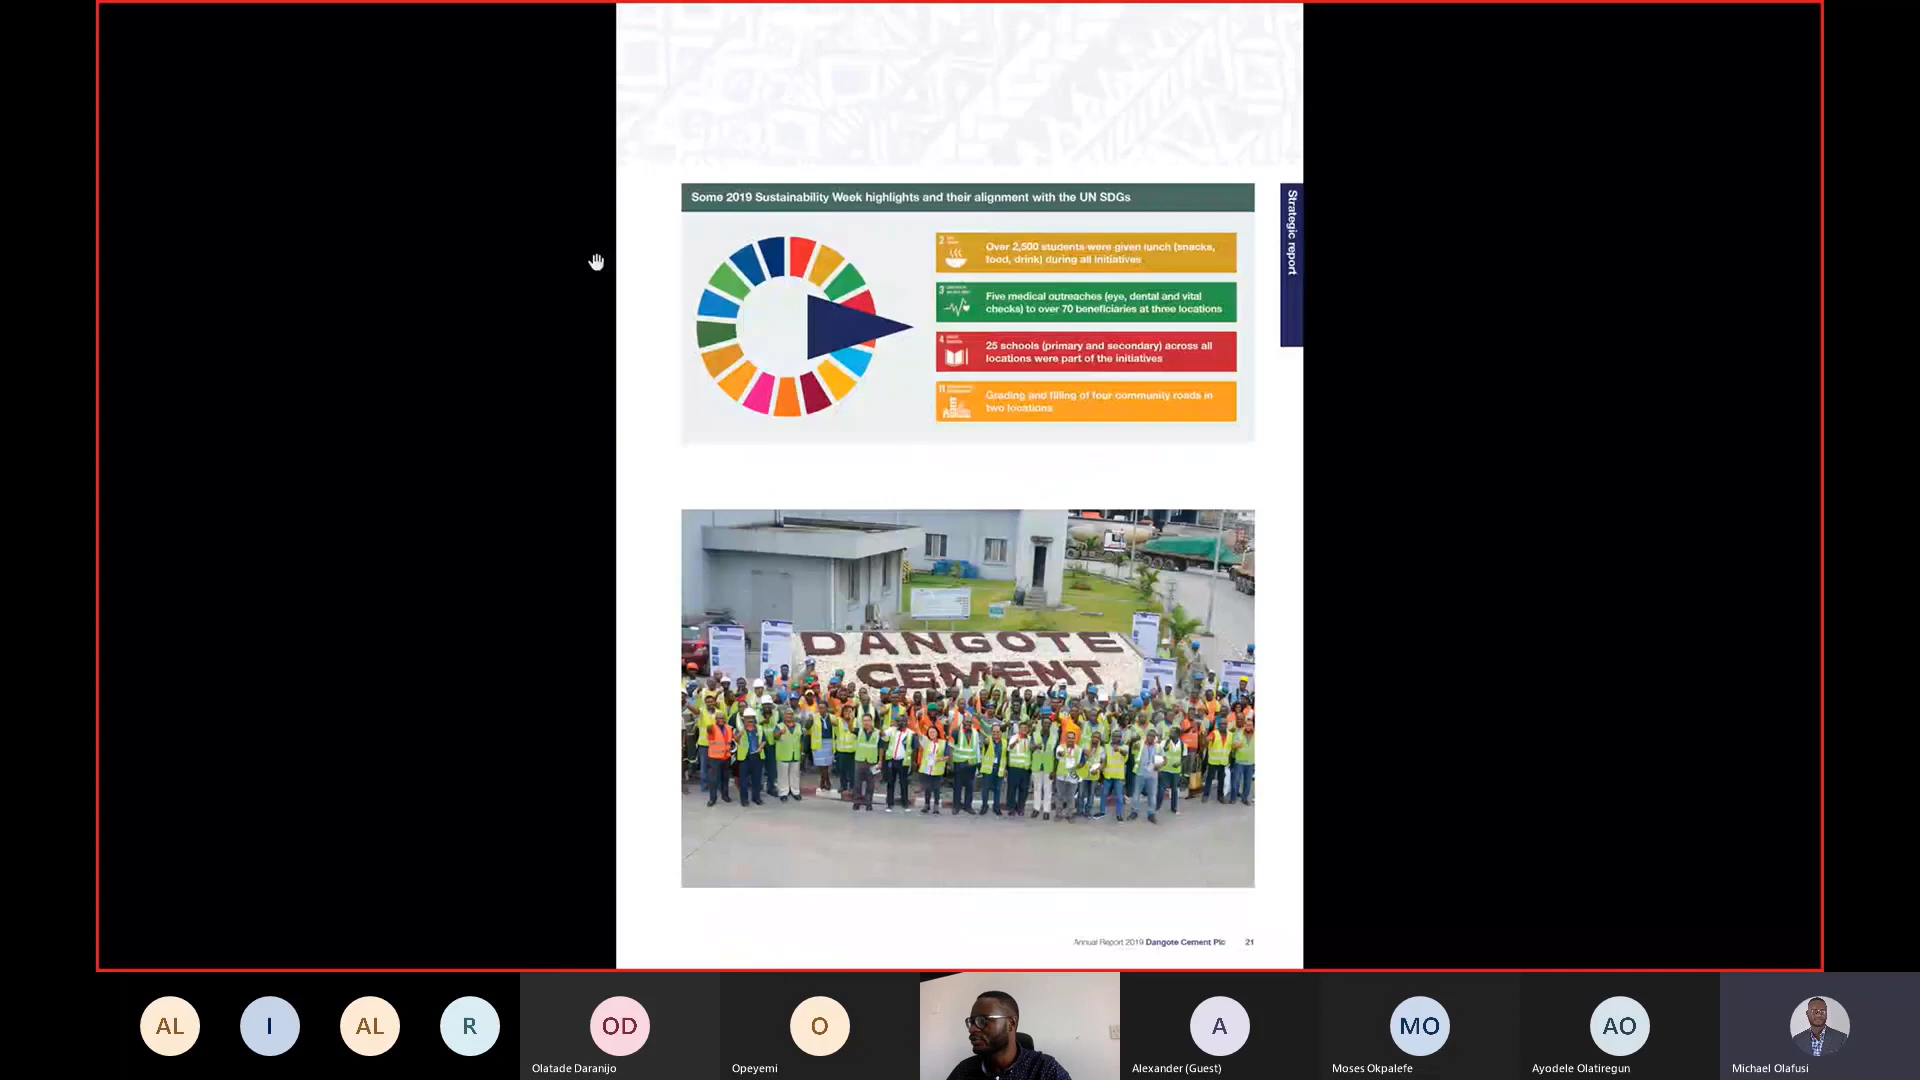 Some 2019 Sustainability Week highlights and their alignment with the UN SDGs
Strategic report
2
Over 2,500 students were given lunch (snacks,
food, drink) during all initiatives
3
Five medical outreaches (eye, dental and vital
checks) to over 70 beneficiaries at three locations
4
25 schools (primary and secondary) across all
locations were part of the initiatives
11
Grading and filling of four community roads in
two locations
DANGOTE
CEMENT
Annual Report 2019 Dangote Cement Plc 21
AL
I
AL
R
OD
O
A
MO
AO
Olatade Daranijo
Opeyemi
Alexander (Guest)
Moses Okpalefe
Ayodele Olatiregun
Michael Olafusi